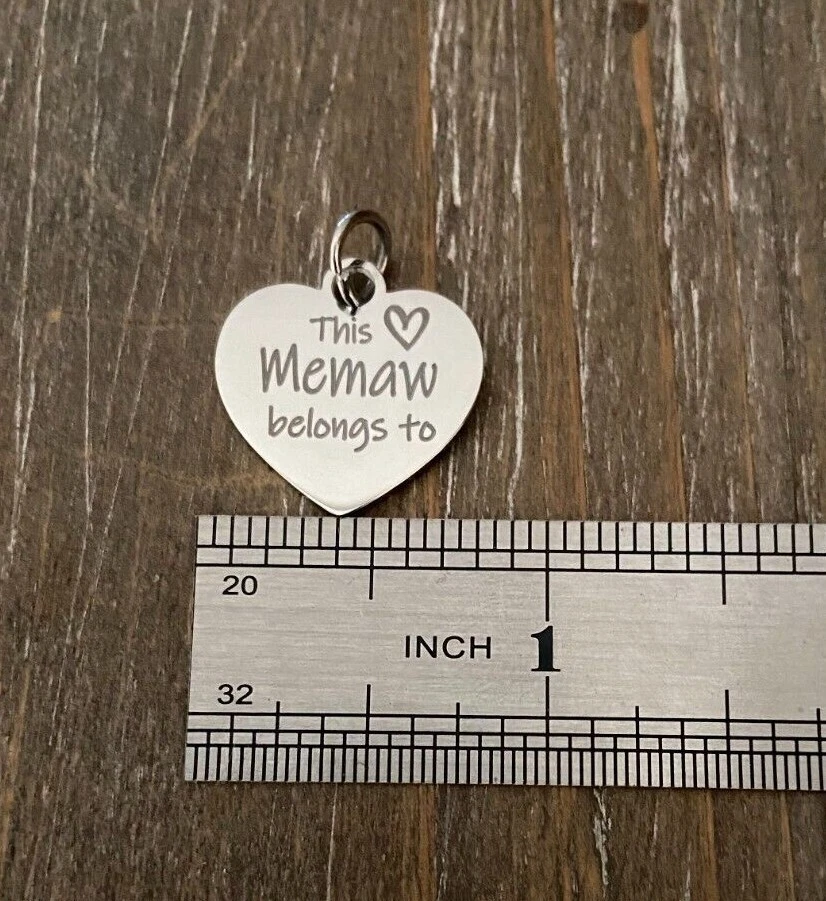 This
Memaw
belongs to
20
INCH 1
32